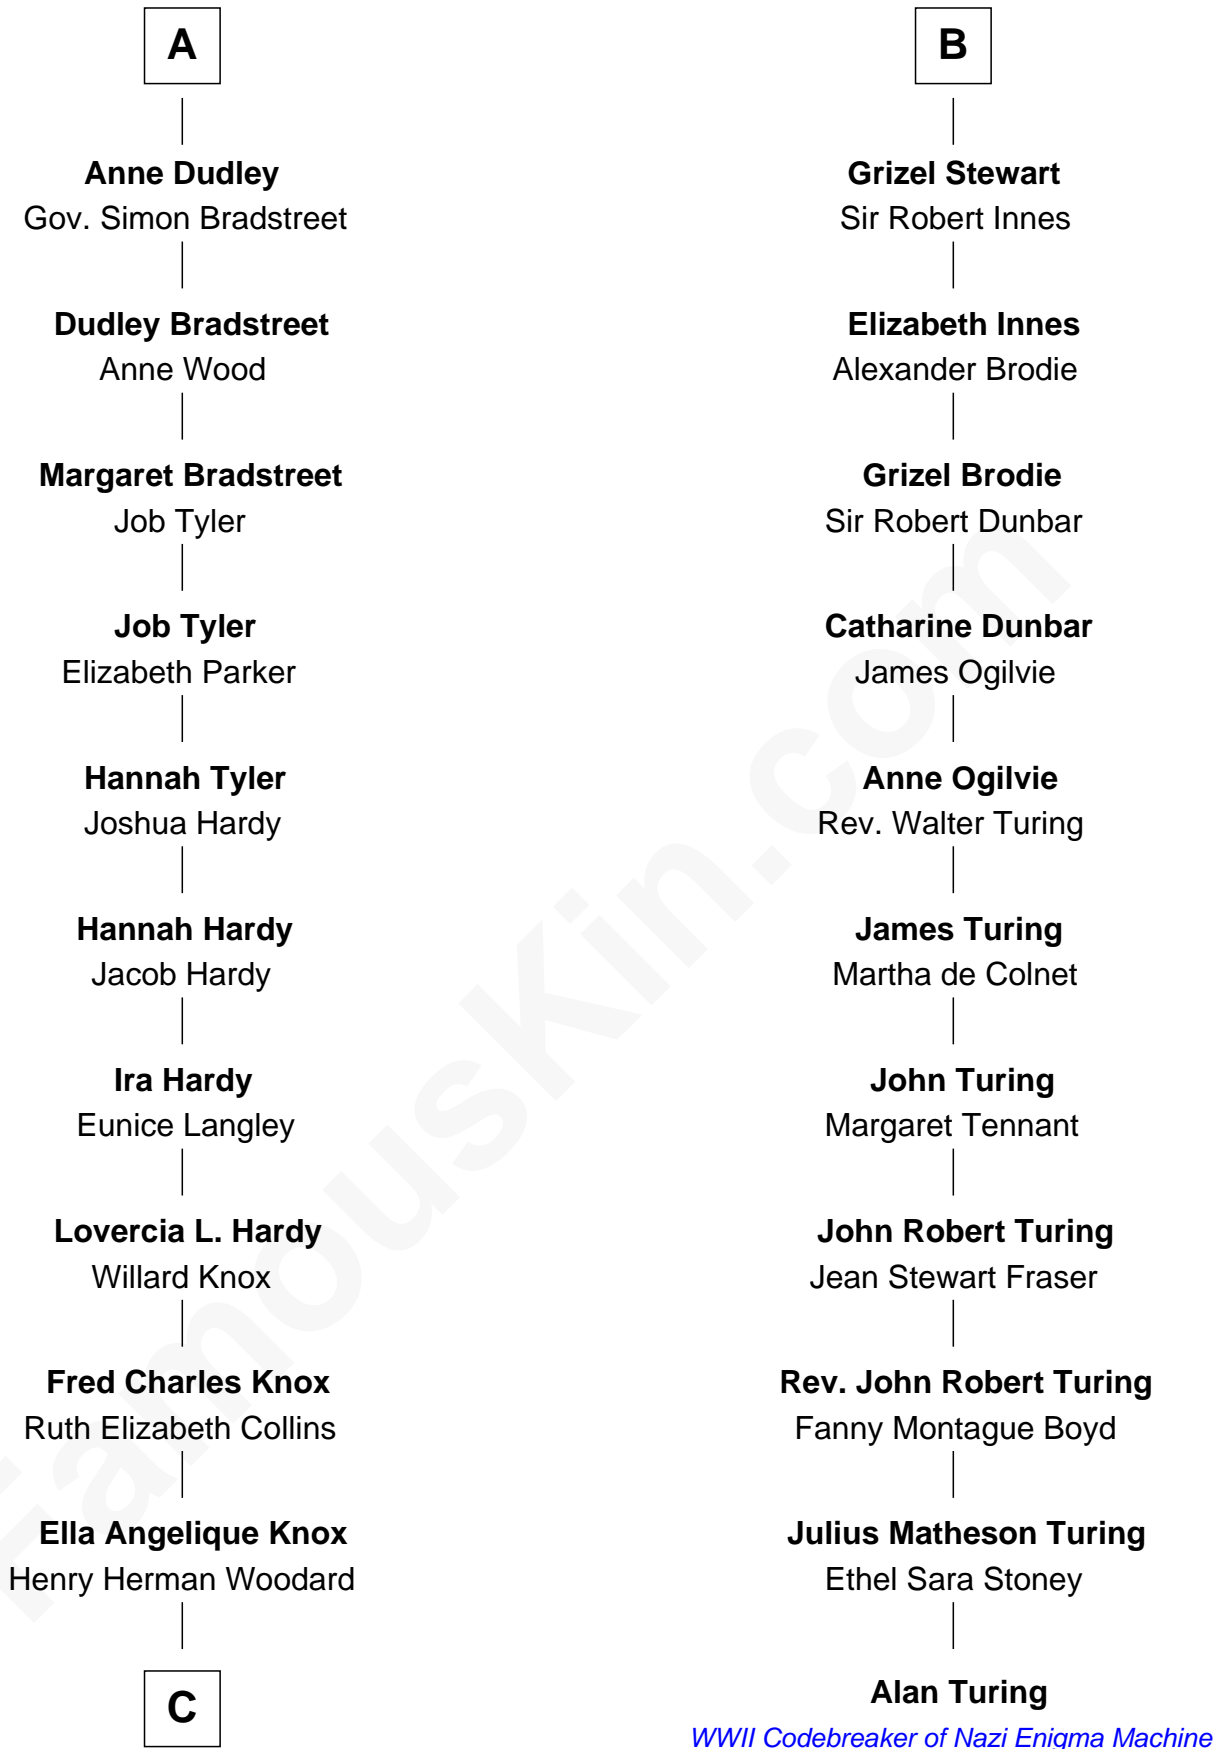 A
Anne Dudley
Gov. Simon Bradstreet
Dudley Bradstreet
Anne Wood
Margaret Bradstreet
Job Tyler
Job Tyler
Elizabeth Parker
Hannah Tyler
Joshua Hardy
Hannah Hardy
Jacob Hardy
Ira Hardy
Eunice Langley
Lovercia L. Hardy
Willard Knox
Fred Charles Knox
Ruth Elizabeth Collins
Ella Angelique Knox
Henry Herman Woodard
C
B
Grizel Stewart
Sir Robert Innes
Elizabeth Innes
Alexander Brodie
Grizel Brodie
Sir Robert Dunbar
Catharine Dunbar
James Ogilvie
Anne Ogilvie
Rev. Walter Turing
James Turing
Martha de Colnet
John Turing
Margaret Tennant
John Robert Turing
Jean Stewart Fraser
Rev. John Robert Turing
Fanny Montague Boyd
Julius Matheson Turing
Ethel Sara Stoney
Alan Turing
WWII Codebreaker of Nazi Enigma Machine
FamousKin.com